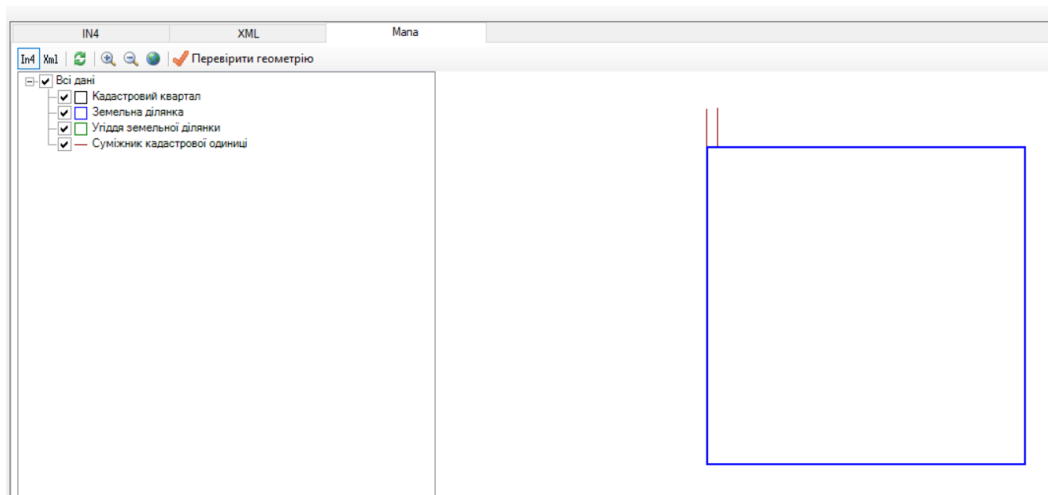 IN4 XML Мапа
In4 Xml Перевірити геометрію
Всі дані
Кадастровий квартал
Земельна ділянка
Угіддя земельної ділянки
Суміжник кадастрової одиниці